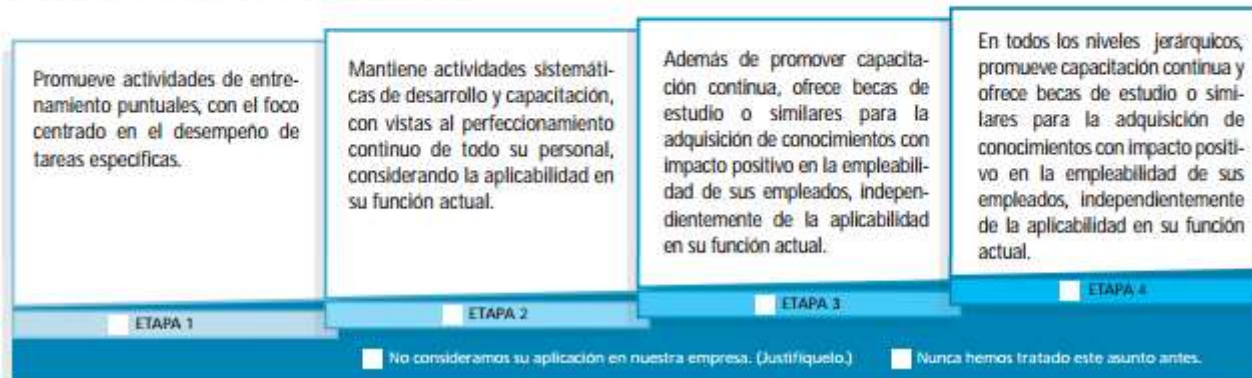 Promueve actividades de entre-
namiento puntuales, con el foco
centrado en el desempeño de
tareas específicas.
ETAPA 1
Mantiene actividades sistemáti-
cas de desarrollo y capacitación,
con vistas al perfeccionamiento
continuo de todo su personal,
considerando la aplicabilidad en
su función actual.
ETAPA 2
Además de promover capacita-
ción continua, ofrece becas de
estudio o similares para la
adquisición de conocimientos con
impacto positivo en la empleabili-
dad de sus empleados, indepen-
dientemente de la aplicabilidad
en su función actual.
ETAPA 3
En todos los niveles jerárquicos,
promueve capacitación continua y
ofrece becas de estudio o simi-
lares para la adquisición de
conocimientos con impacto positi-
vo en la empleabilidad de sus
empleados, independientemente
de la aplicabilidad en su función
actual.
ETAPA 4
No consideramos su aplicación en nuestra empresa. (Justifíquelo.)
Nunca hemos tratado este asunto antes.